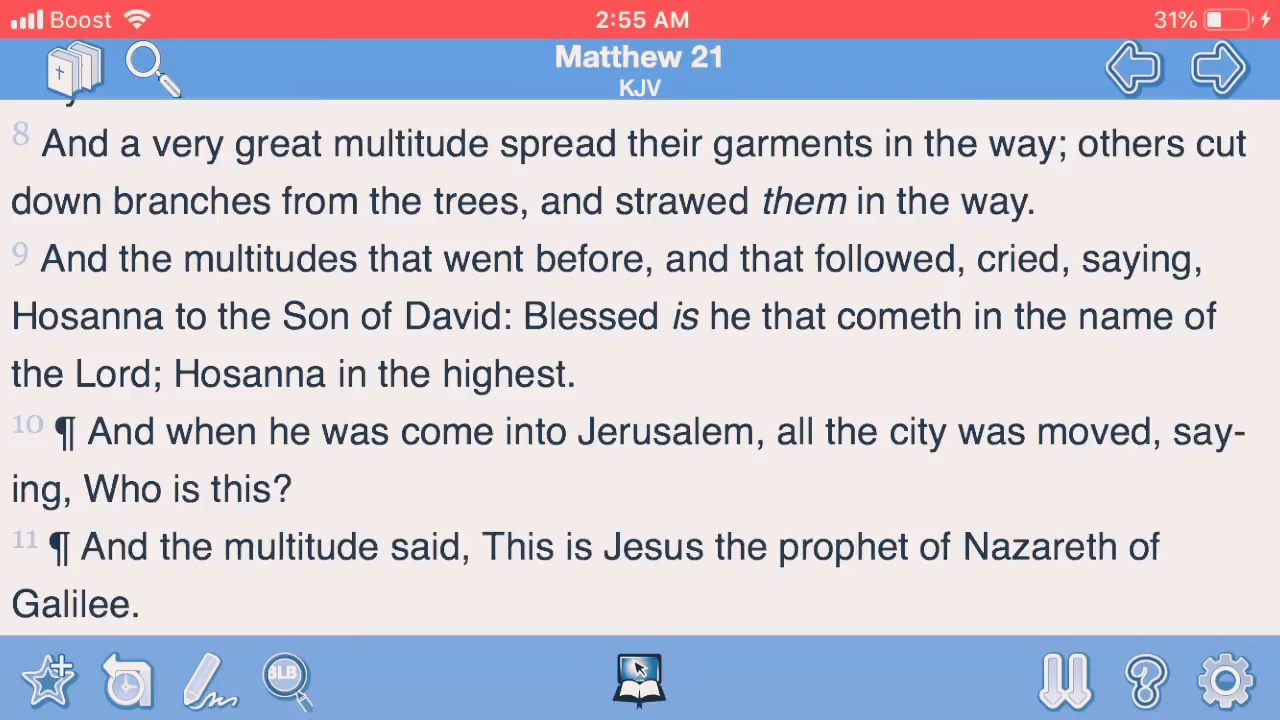 Boost 2:55 AM 31%
Matthew 21
KJV
8 And a very great multitude spread their garments in the way; others cut
down branches from the trees, and strawed them in the way.
9 And the multitudes that went before, and that followed, cried, saying,
Hosanna to the Son of David: Blessed is he that cometh in the name of
the Lord; Hosanna in the highest.
10 ¶ And when he was come into Jerusalem, all the city was moved, say-
ing, Who is this?
11 ¶ And the multitude said, This is Jesus the prophet of Nazareth of
Galilee.
BLB